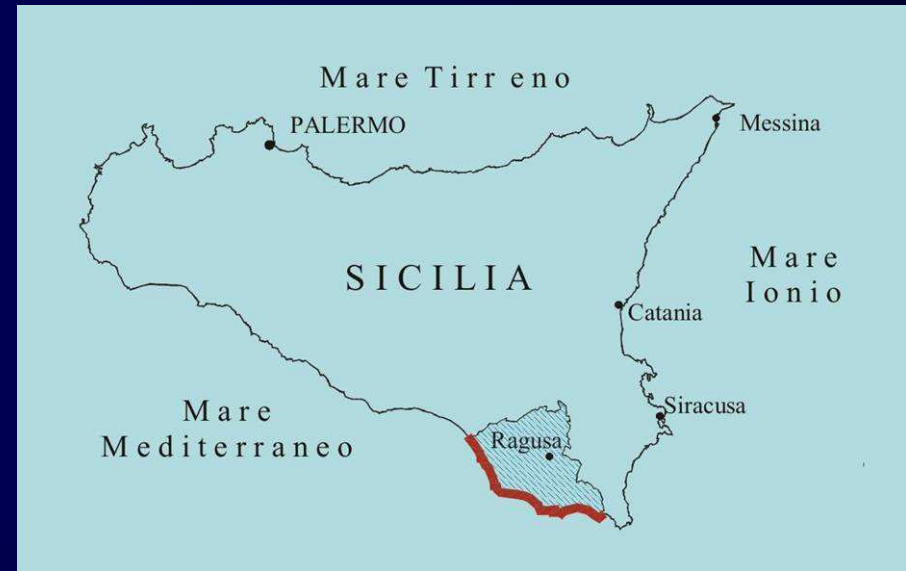 Mare Tirreno
PALERMO
Messina
SICILIA
Mare
Ionio
Catania
Mare
Mediterraneo
Siracusa
Ragusa